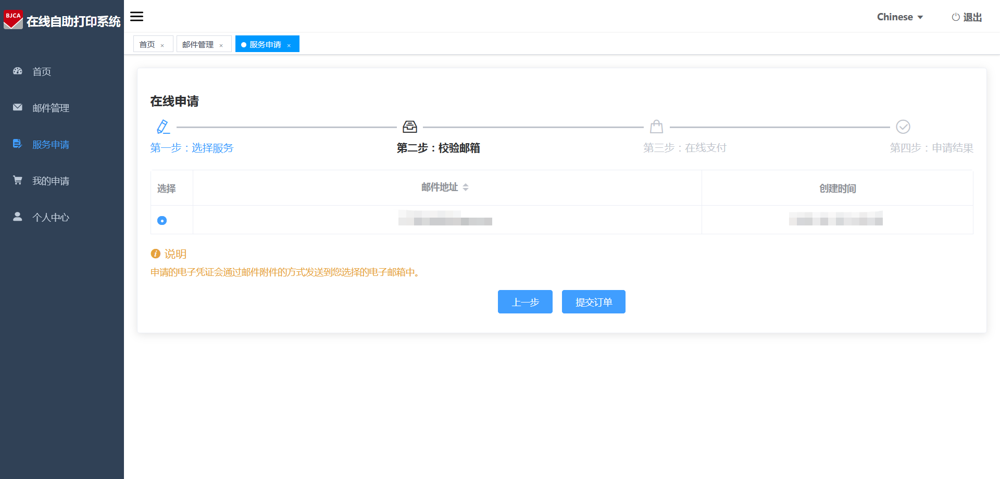 BJCA 在线自助打印系统
Chinese 退出
首页 × 邮件管理 × 服务申请 ×
首页
邮件管理
服务申请
我的申请
个人中心
在线申请
第一步：选择服务 第二步：校验邮箱 第三步：在线支付 第四步：申请结果
选择 邮件地址 创建时间
说明
申请的电子凭证会通过邮件附件的方式发送到您选择的电子邮箱中。
上一步 提交订单